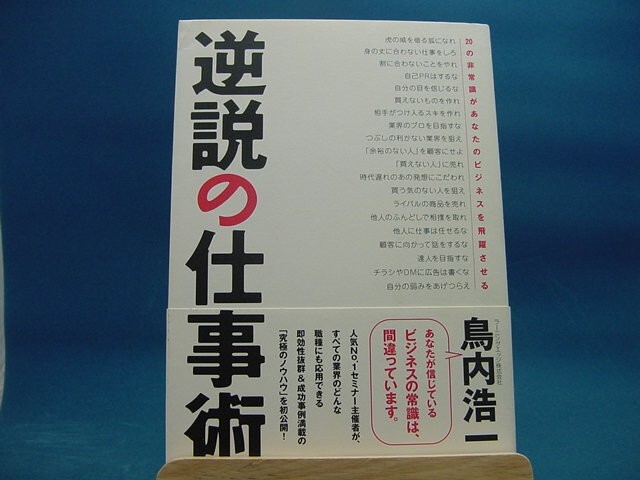 20の非常識があなたのビジネスを飛躍させる
虎の威を借る狐になれ
身の丈に合わない仕事をしろ
割に合わないことをやれ
自己PRはするな
自分の目を信じるな
買えないものを作れ
相手がつけ入るスキを作れ
業界のプロを目指すな
つぶしの利かない業界を狙え
「余裕のない人」を顧客にせよ
「買えない人」に売れ
時代遅れのあの発想にこだわれ
買う気のない人を狙え
ライバルの商品を売れ
他人のふんどしで相撲を取れ
他人に仕事は任せるな
顧客に向かって話をするな
達人を目指すな
チラシやDMに広告は書くな
自分の弱みをあげつらえ
逆説の仕事術
鳥内浩一
あなたが信じている
ビジネスの常識は、
間違っています。
人気No.1セミナー主催者が、
すべての業界のどんな
職種にも応用できる
即効性抜群&成功事例満載の
「究極のノウハウ」を初公開!